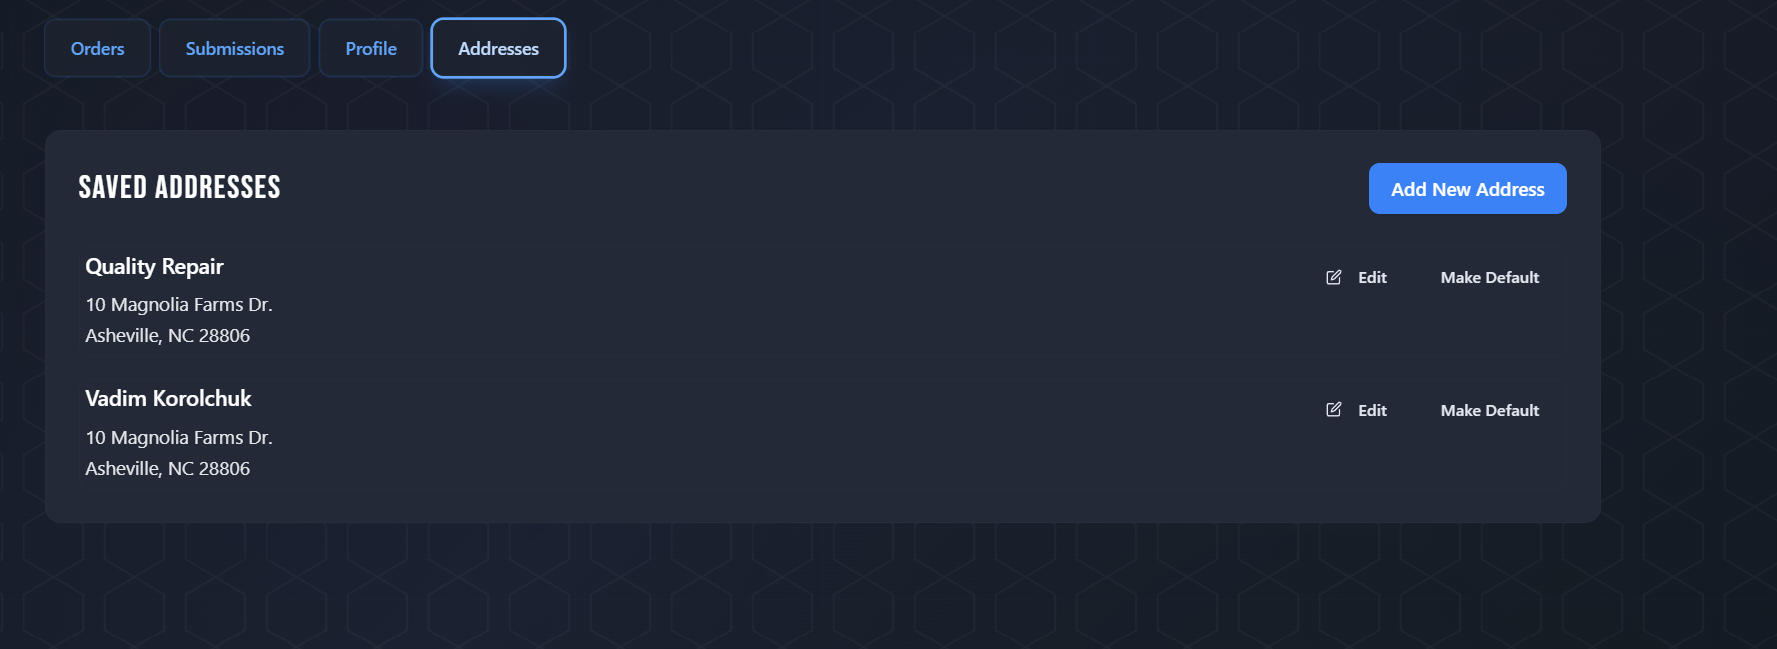 Orders
Submissions
Profile
Addresses
SAVED ADDRESSES
Add New Address
Quality Repair
Edit
Make Default
10 Magnolia Farms Dr.
Asheville, NC 28806
Vadim Korolchuk
Edit
Make Default
10 Magnolia Farms Dr.
Asheville, NC 28806